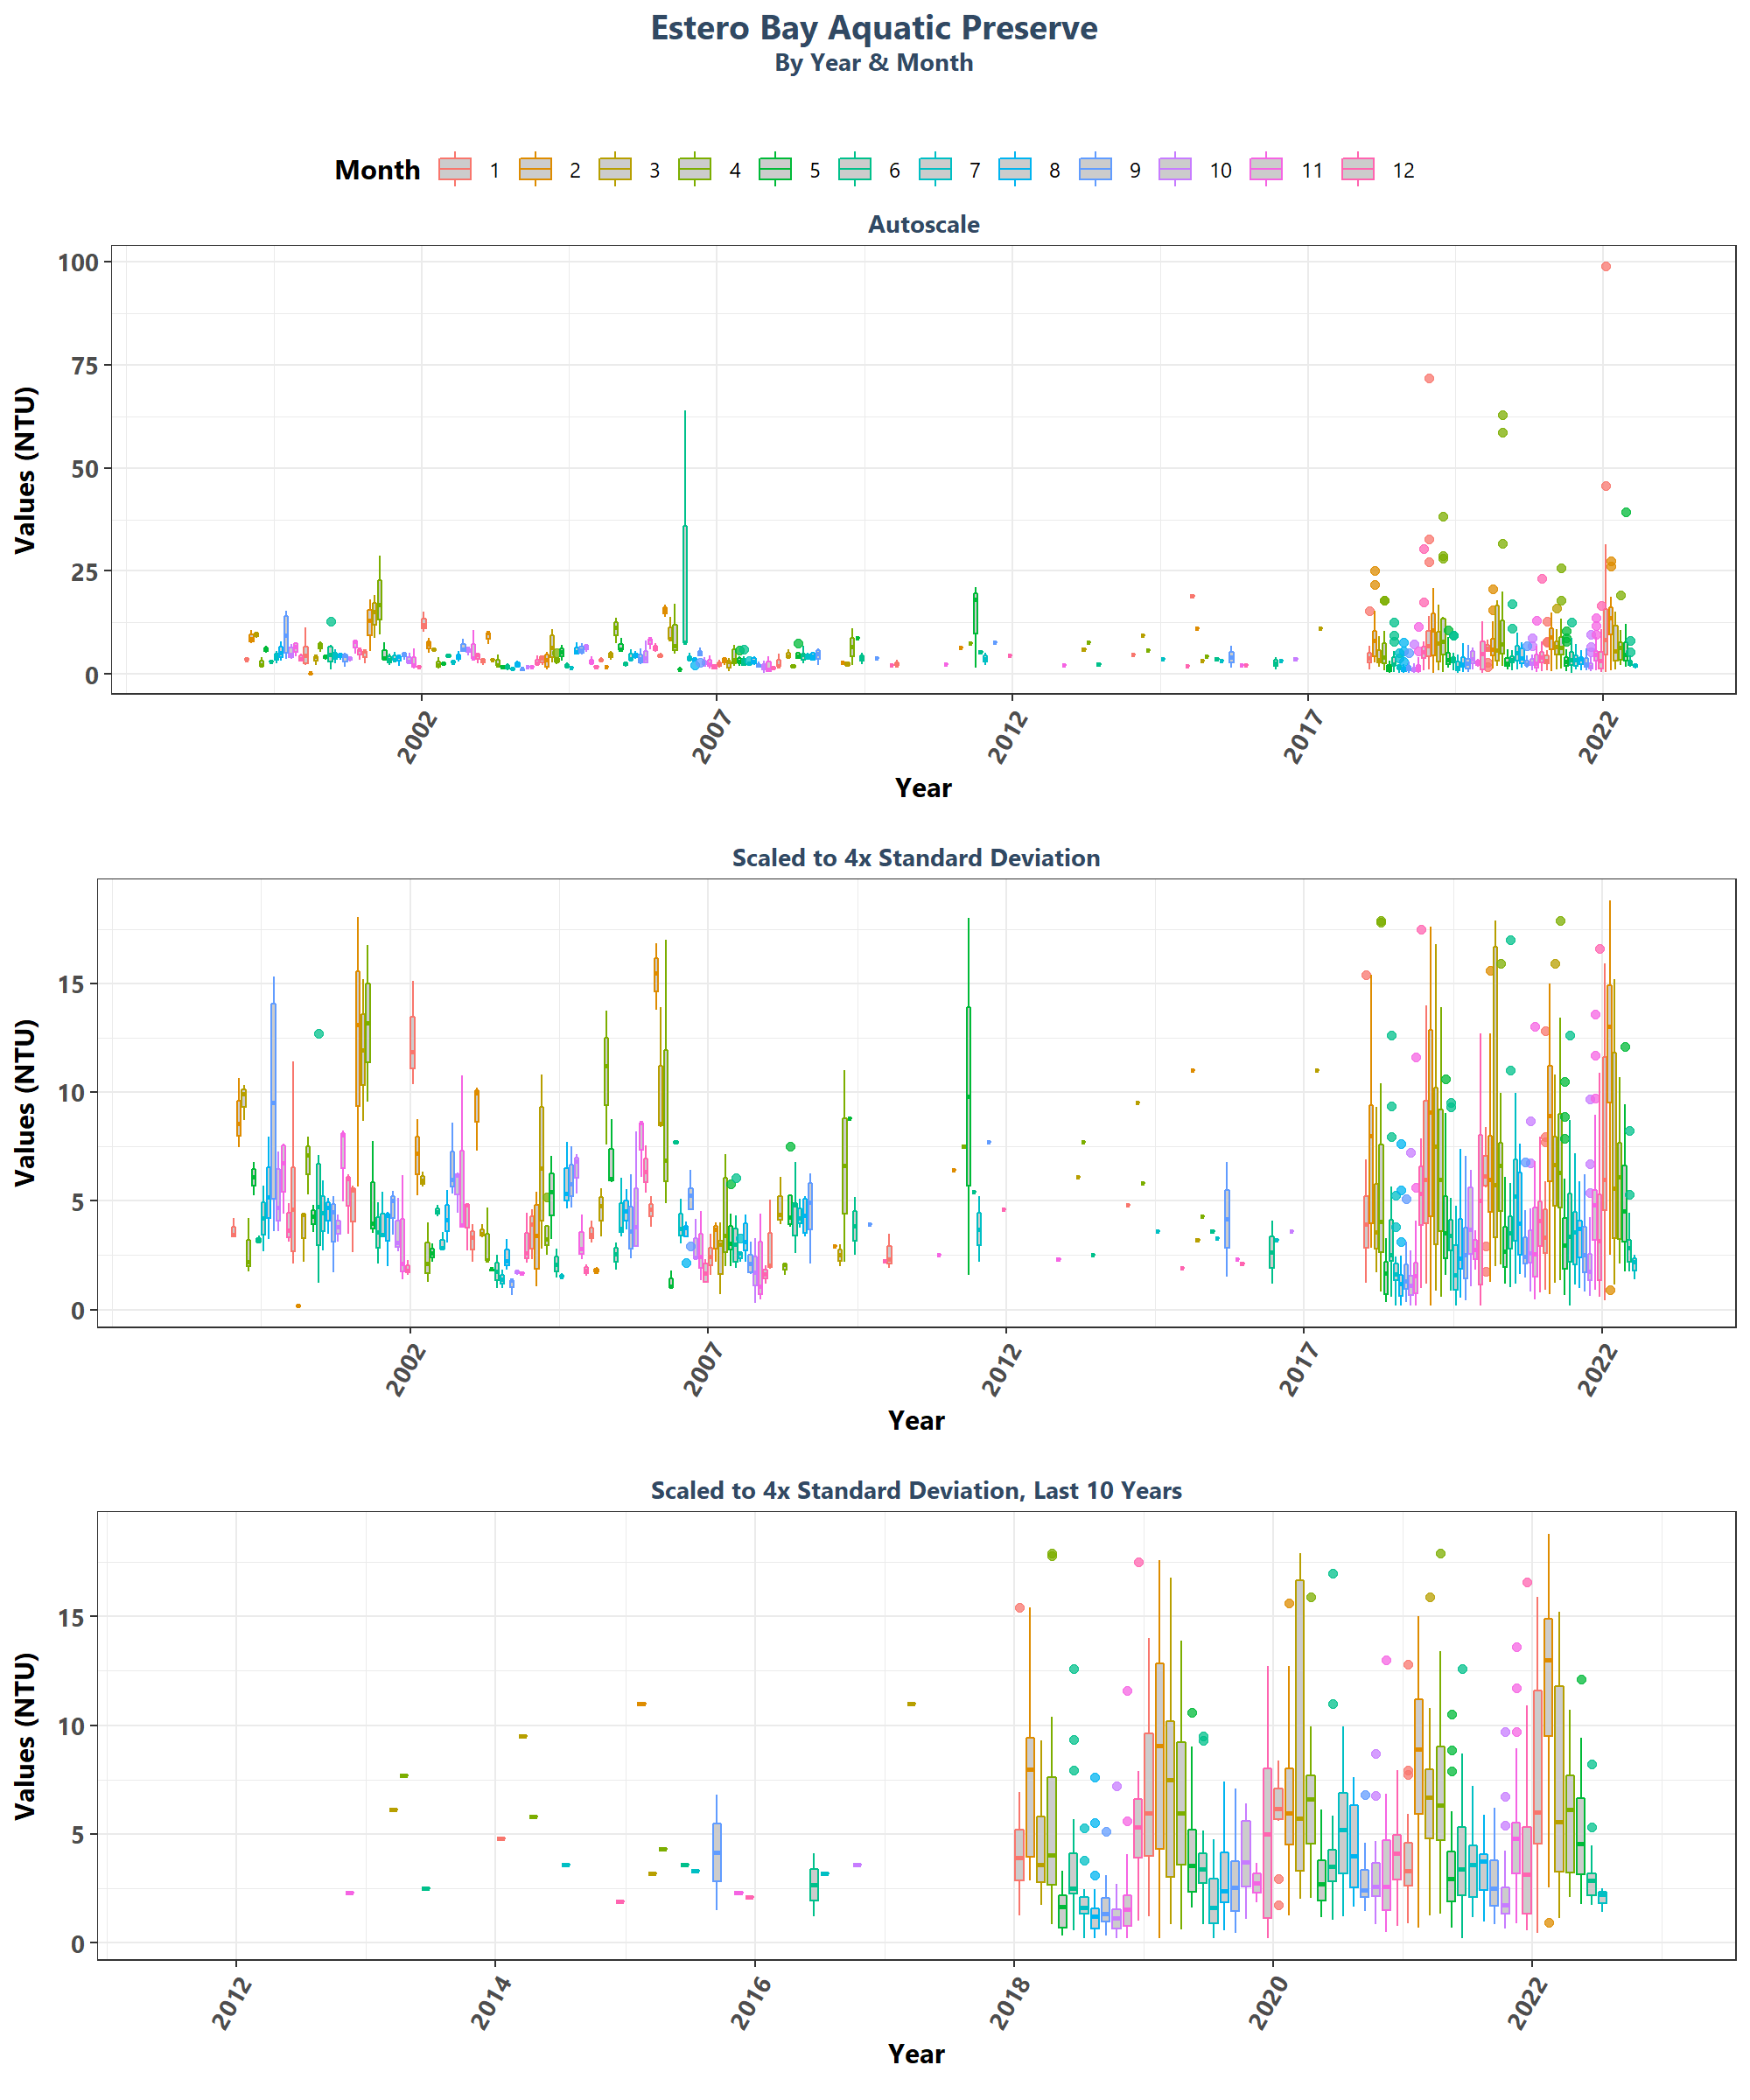 Estero Bay Aquatic Preserve
By Year & Month
Month 1 2 3 4 5 6 7 8 9 10 11 12
Autoscale
Values (NTU)
100
75
50
25
0
2002 2007 2012 2017 2022
Year
Scaled to 4x Standard Deviation
Values (NTU)
15
10
5
0
2002 2007 2012 2017 2022
Year
Scaled to 4x Standard Deviation, Last 10 Years
Values (NTU)
15
10
5
0
2012 2014 2016 2018 2020 2022
Year